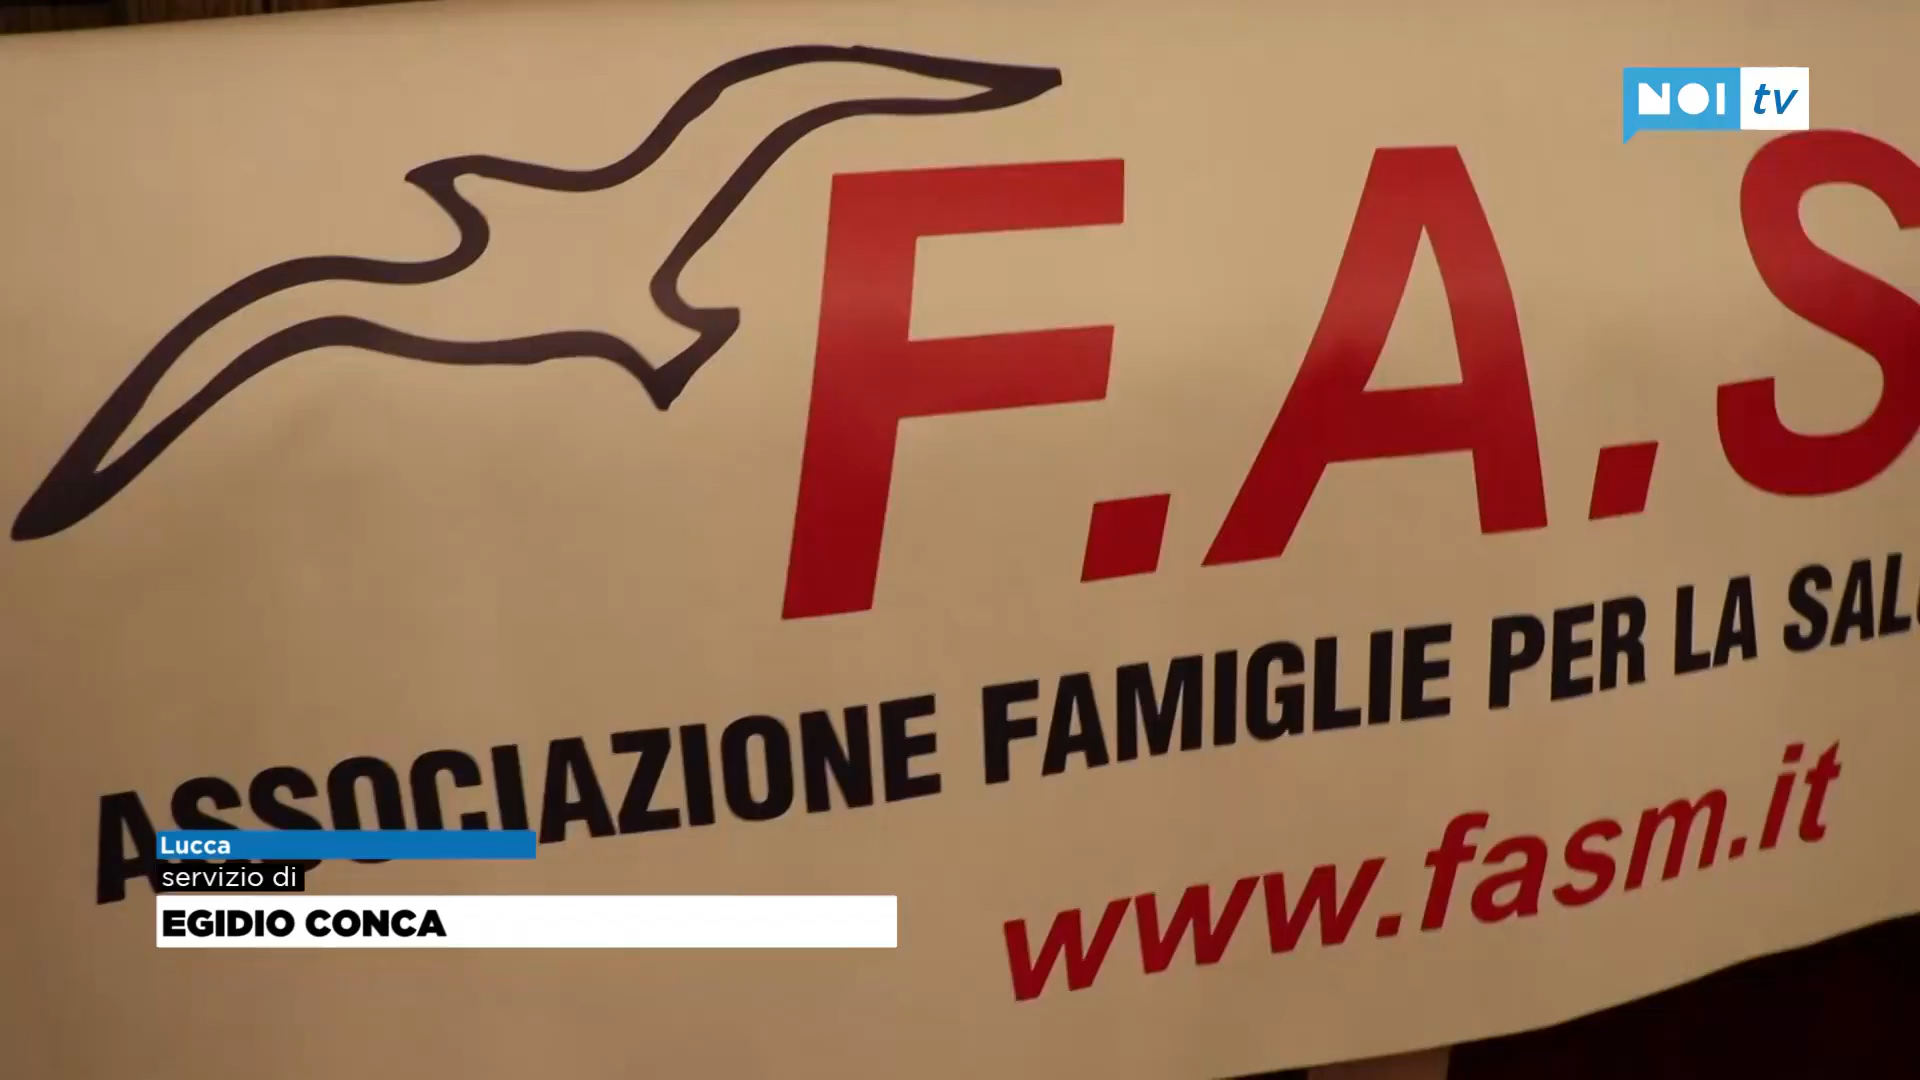 NOI tv
F.A.S
ASSOCIAZIONE FAMIGLIE PER LA
www.fasm.it
Lucca
servizio di
EGIDIO CONCA